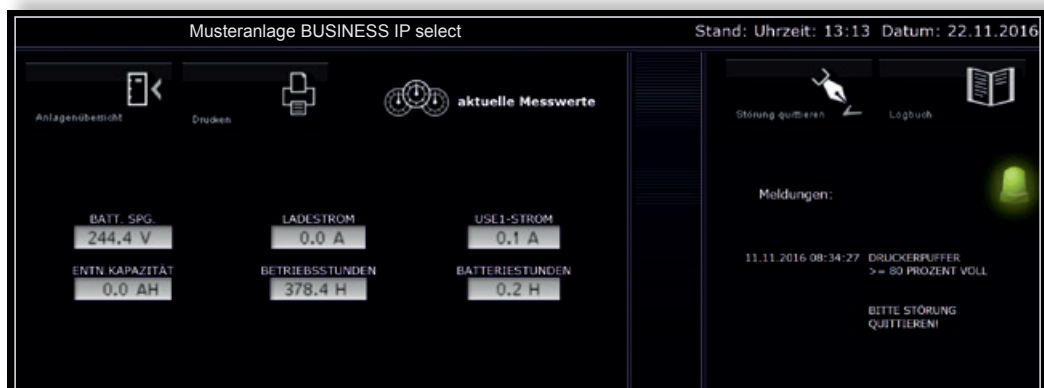 Musteranlage BUSINESS IP select
Stand: Uhrzeit: 13:13 Datum: 22.11.2016
Anlagenübersicht
Drucken
aktuelle Messwerte
Störung quittieren
Logbuch
Meldungen:
BATT. SPG.
244.4 V
LADESTROM
0.0 A
USE1-STROM
0.1 A
ENTN KAPAZITÄT
0.0 AH
BETRIEBSSTUNDEN
378.4 H
BATTERIESTUNDEN
0.2 H
11.11.2016 08:34:27 DRUCKERPUFFER
>= 80 PROZENT VOLL
BITTE STÖRUNG
QUITTIEREN!